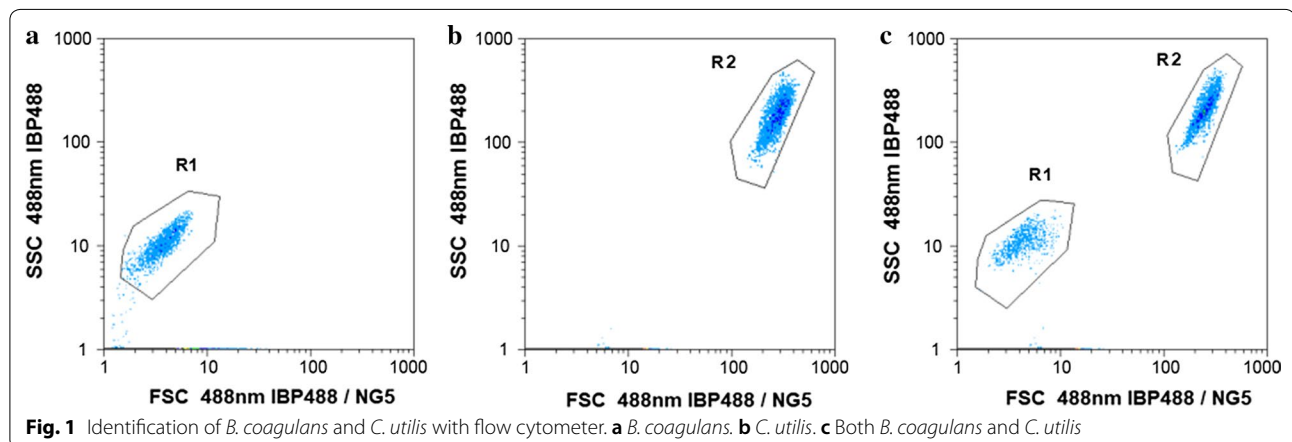 a
1000
100
10
1
SSC 488nm IBP488
R1
1 10 100 1000
FSC 488nm IBP488 / NG5
b
1000
100
10
1
SSC 488nm IBP488
R2
1 10 100 1000
FSC 488nm IBP488 / NG5
c
1000
100
10
1
SSC 488nm IBP488
R2
R1
1 10 100 1000
FSC 488nm IBP488 / NG5
Fig. 1 Identification of B. coagulans and C. utilis with flow cytometer. a B. coagulans. b C. utilis. c Both B. coagulans and C. utilis